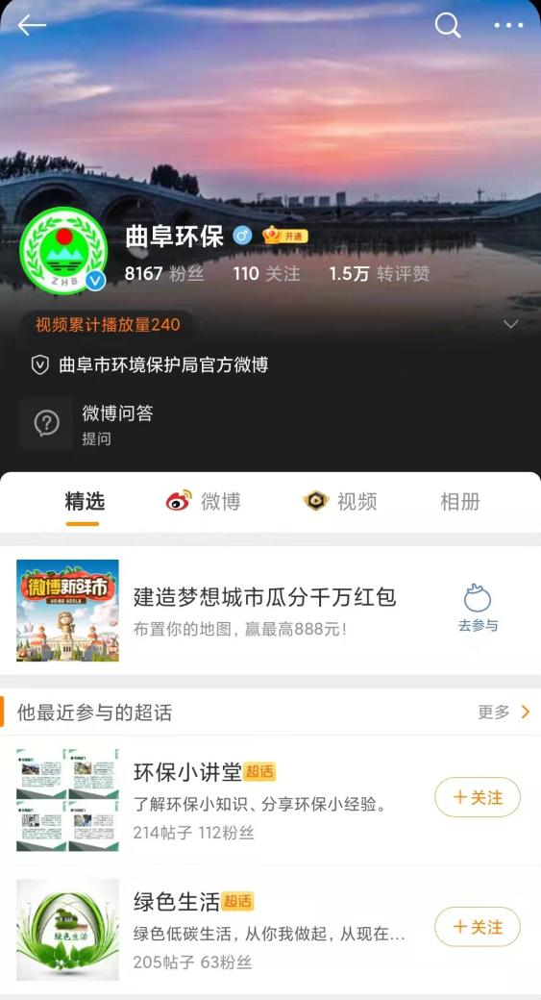 曲阜环保
开通
8167 粉丝 110 关注 1.5万 转评赞
ZHB
视频累计播放量240
曲阜市环境保护局官方微博
微博问答
提问
精选 微博 视频 相册
微博新鲜市
建造梦想城市瓜分千万红包
布置你的地图，赢最高888元！
去参与
他最近参与的超话
更多
环保小讲堂超话
了解环保小知识、分享环保小经验。
214帖子 112粉丝
＋关注
绿色生活
绿色生活超话
绿色低碳生活，从你我做起，从现在...
205帖子 63粉丝
＋关注